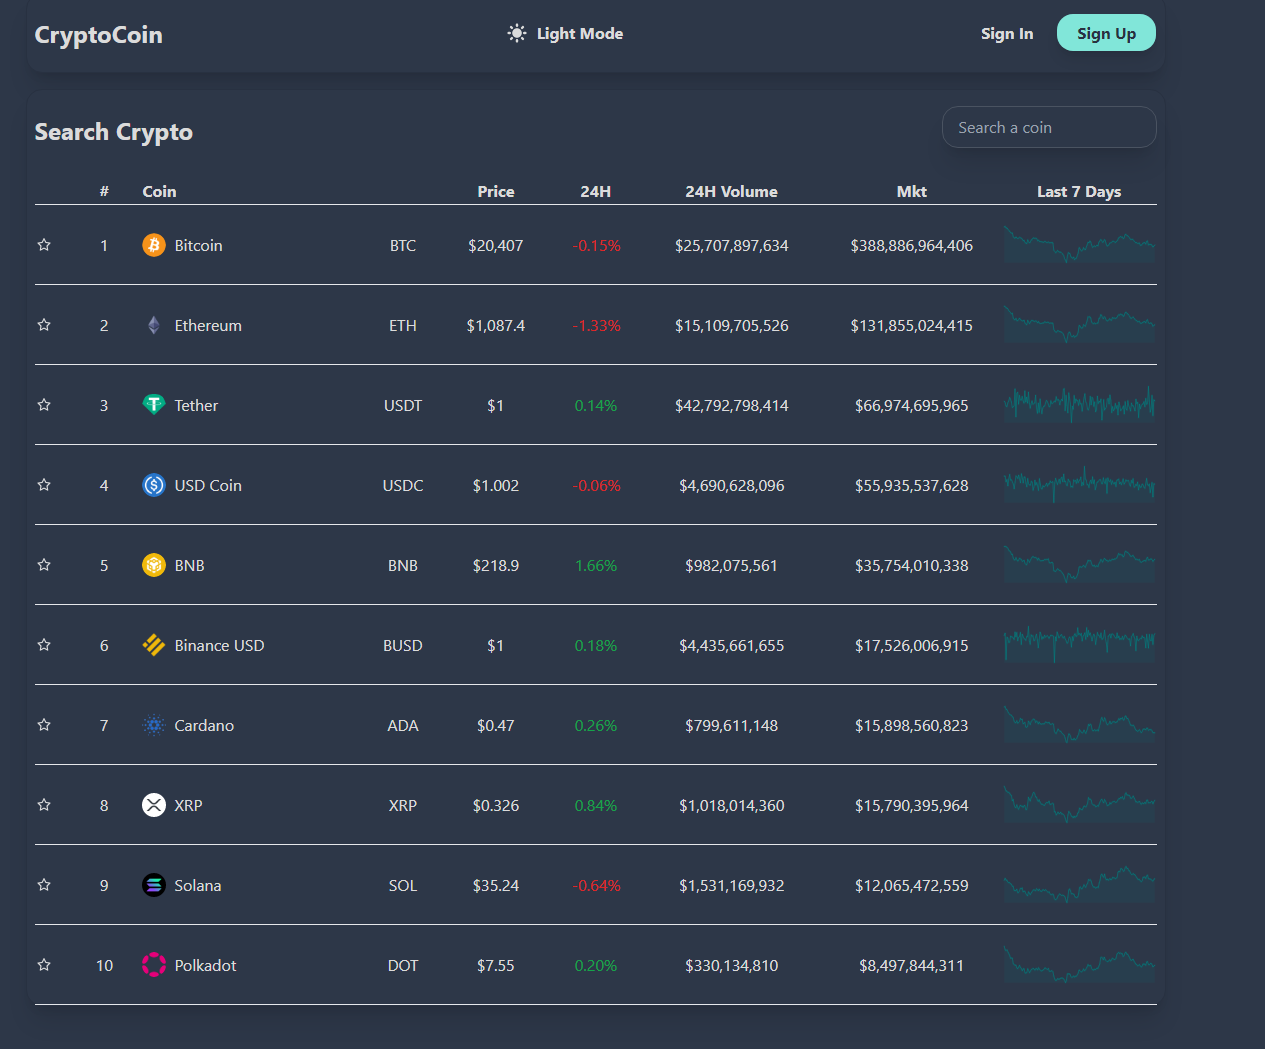 CryptoCoin Light Mode Sign In Sign Up
Search Crypto Search a coin
# Coin Price 24H 24H Volume Mkt Last 7 Days
1 Bitcoin BTC $20,407 -0.15% $25,707,897,634 $388,886,964,406
2 Ethereum ETH $1,087.4 -1.33% $15,109,705,526 $131,855,024,415
3 Tether USDT $1 0.14% $42,792,798,414 $66,974,695,965
4 USD Coin USDC $1.002 -0.06% $4,690,628,096 $55,935,537,628
5 BNB BNB $218.9 1.66% $982,075,561 $35,754,010,338
6 Binance USD BUSD $1 0.18% $4,435,661,655 $17,526,006,915
7 Cardano ADA $0.47 0.26% $799,611,148 $15,898,560,823
8 XRP XRP $0.326 0.84% $1,018,014,360 $15,790,395,964
9 Solana SOL $35.24 -0.64% $1,531,169,932 $12,065,472,559
10 Polkadot DOT $7.55 0.20% $330,134,810 $8,497,844,311